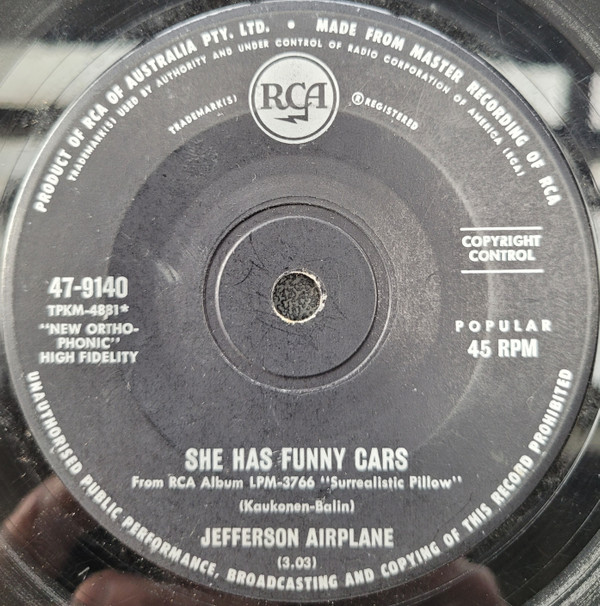 PRODUCT OF RCA OF AUSTRALIA PTY. LTD. • MADE FROM MASTER RECORDING OF RCA
TRADEMARK(S) USED BY AUTHORITY AND UNDER CONTROL OF RADIO CORPORATION OF AMERICA (RCA)
TRADEMARK(S) RCA ® REGISTERED
COPYRIGHT
CONTROL
47-9140
TPKM-4881*
"NEW ORTHO-
PHONIC"
HIGH FIDELITY
POPULAR
45 RPM
SHE HAS FUNNY CARS
From RCA Album LPM-3766 "Surrealistic Pillow"
(Kaukonen-Balin)
JEFFERSON AIRPLANE
(3.03)
UNAUTHORISED PUBLIC PERFORMANCE, BROADCASTING AND COPYING OF THIS RECORD PROHIBITED